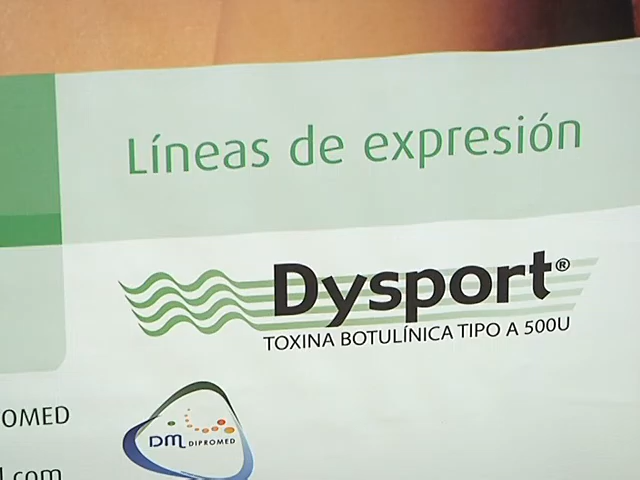 Líneas de expresión
Dysport®
TOXINA BOTULÍNICA TIPO A 500U
OMED
DM DIPROMED
l.com